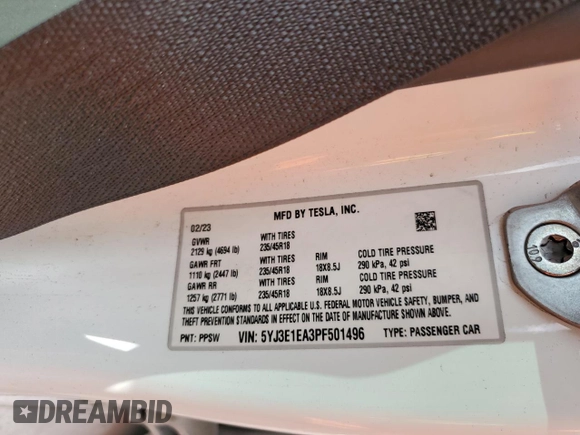 MFD BY TESLA, INC.
02/23
GVWR WITH TIRES
2129 kg (4694 lb) 235/45R18
GAWR FRT WITH TIRES RIM COLD TIRE PRESSURE
1110 kg (2447 lb) 235/45R18 18X8.5J 290 kPa, 42 psi
GAWR RR WITH TIRES RIM COLD TIRE PRESSURE
1257 kg (2771 lb) 235/45R18 18X8.5J 290 kPa, 42 psi
THIS VEHICLE CONFORMS TO ALL APPLICABLE U.S. FEDERAL MOTOR VEHICLE SAFETY, BUMPER, AND
THEFT PREVENTION STANDARDS IN EFFECT ON THE DATE OF MANUFACTURE SHOWN ABOVE.
PNT: PPSW VIN: 5YJ3E1EA3PF501496 TYPE: PASSENGER CAR
10.9
DREAMBID